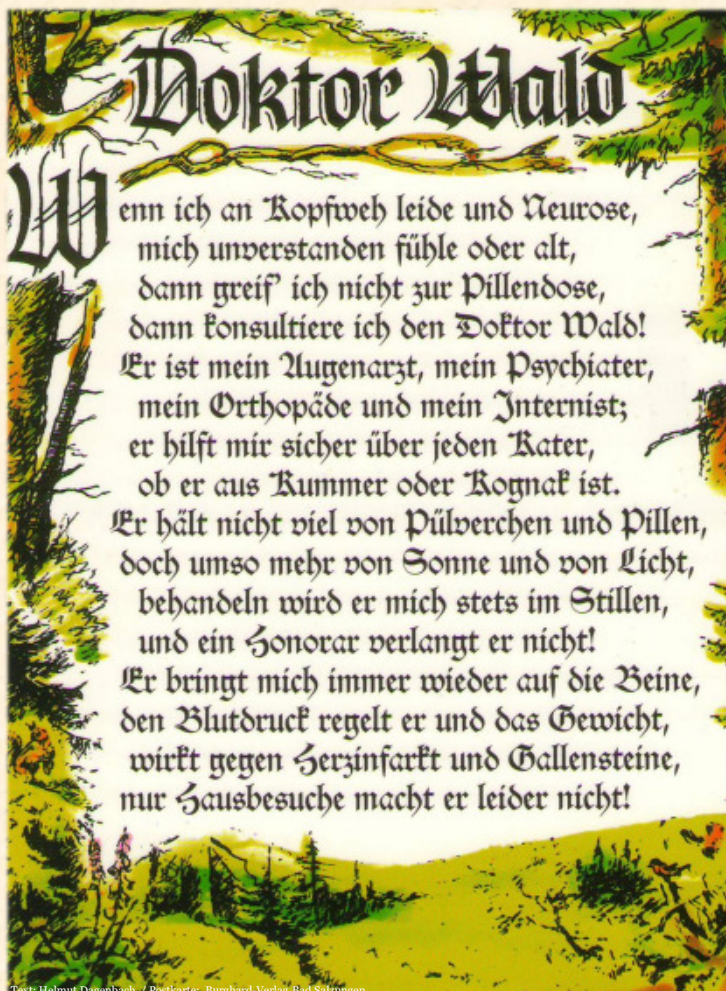 Doktor Wald
Wenn ich an Kopfweh leide und Neurose,
mich unverstanden fühle oder alt,
dann greif' ich nicht zur Pillendose,
dann konsultiere ich den Doktor Wald!
Er ist mein Augenarzt, mein Psychiater,
mein Orthopäde und mein Internist;
er hilft mir sicher über jeden Kater,
ob er aus Kummer oder Kognak ist.
Er hält nicht viel von Pülverchen und Pillen,
doch umso mehr von Sonne und von Licht,
behandeln wird er mich stets im Stillen,
und ein Honorar verlangt er nicht!
Er bringt mich immer wieder auf die Beine,
den Blutdruck regelt er und das Gewicht,
wirkt gegen Herzinfarkt und Gallensteine,
nur Hausbesuche macht er leider nicht!
Text: Helmut Dagenbach / Postkarte: Burghard-Verlag Bad Salzungen